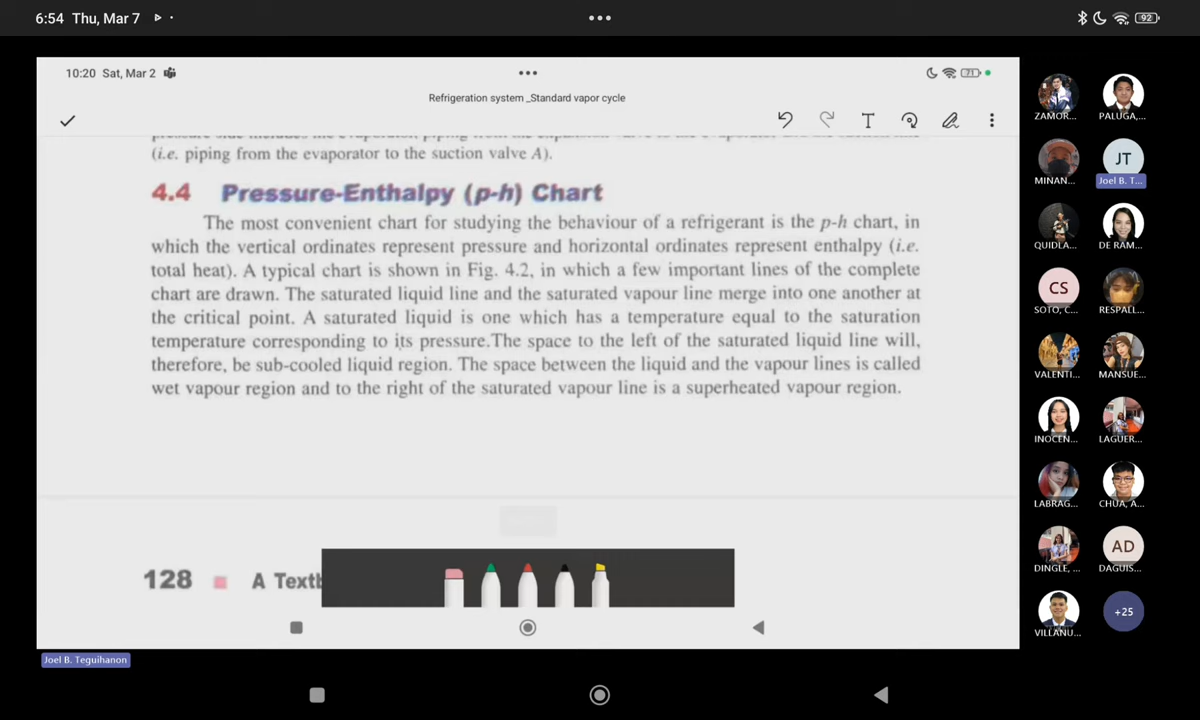 6:54 Thu, Mar 7
92
10:20 Sat, Mar 2
71
Refrigeration system _Standard vapor cycle
T
(i.e. piping from the evaporator to the suction valve A).
4.4 Pressure-Enthalpy (p-h) Chart
The most convenient chart for studying the behaviour of a refrigerant is the p-h chart, in
which the vertical ordinates represent pressure and horizontal ordinates represent enthalpy (i.e.
total heat). A typical chart is shown in Fig. 4.2, in which a few important lines of the complete
chart are drawn. The saturated liquid line and the saturated vapour line merge into one another at
the critical point. A saturated liquid is one which has a temperature equal to the saturation
temperature corresponding to its pressure.The space to the left of the saturated liquid line will,
therefore, be sub-cooled liquid region. The space between the liquid and the vapour lines is called
wet vapour region and to the right of the saturated vapour line is a superheated vapour region.
128 A Textb
Joel B. Teguihanon
ZAMOR... PALUGA,...
JT
MINAN... Joel B. T...
QUIDLA... DE RAM...
CS
SOTO, C... RESPALL...
VALENTI... MANSUE...
INOCEN... LAGUER...
LABRAG... CHUA, A...
AD
DINGLE, ... DAGUIS...
+25
VILLANU...